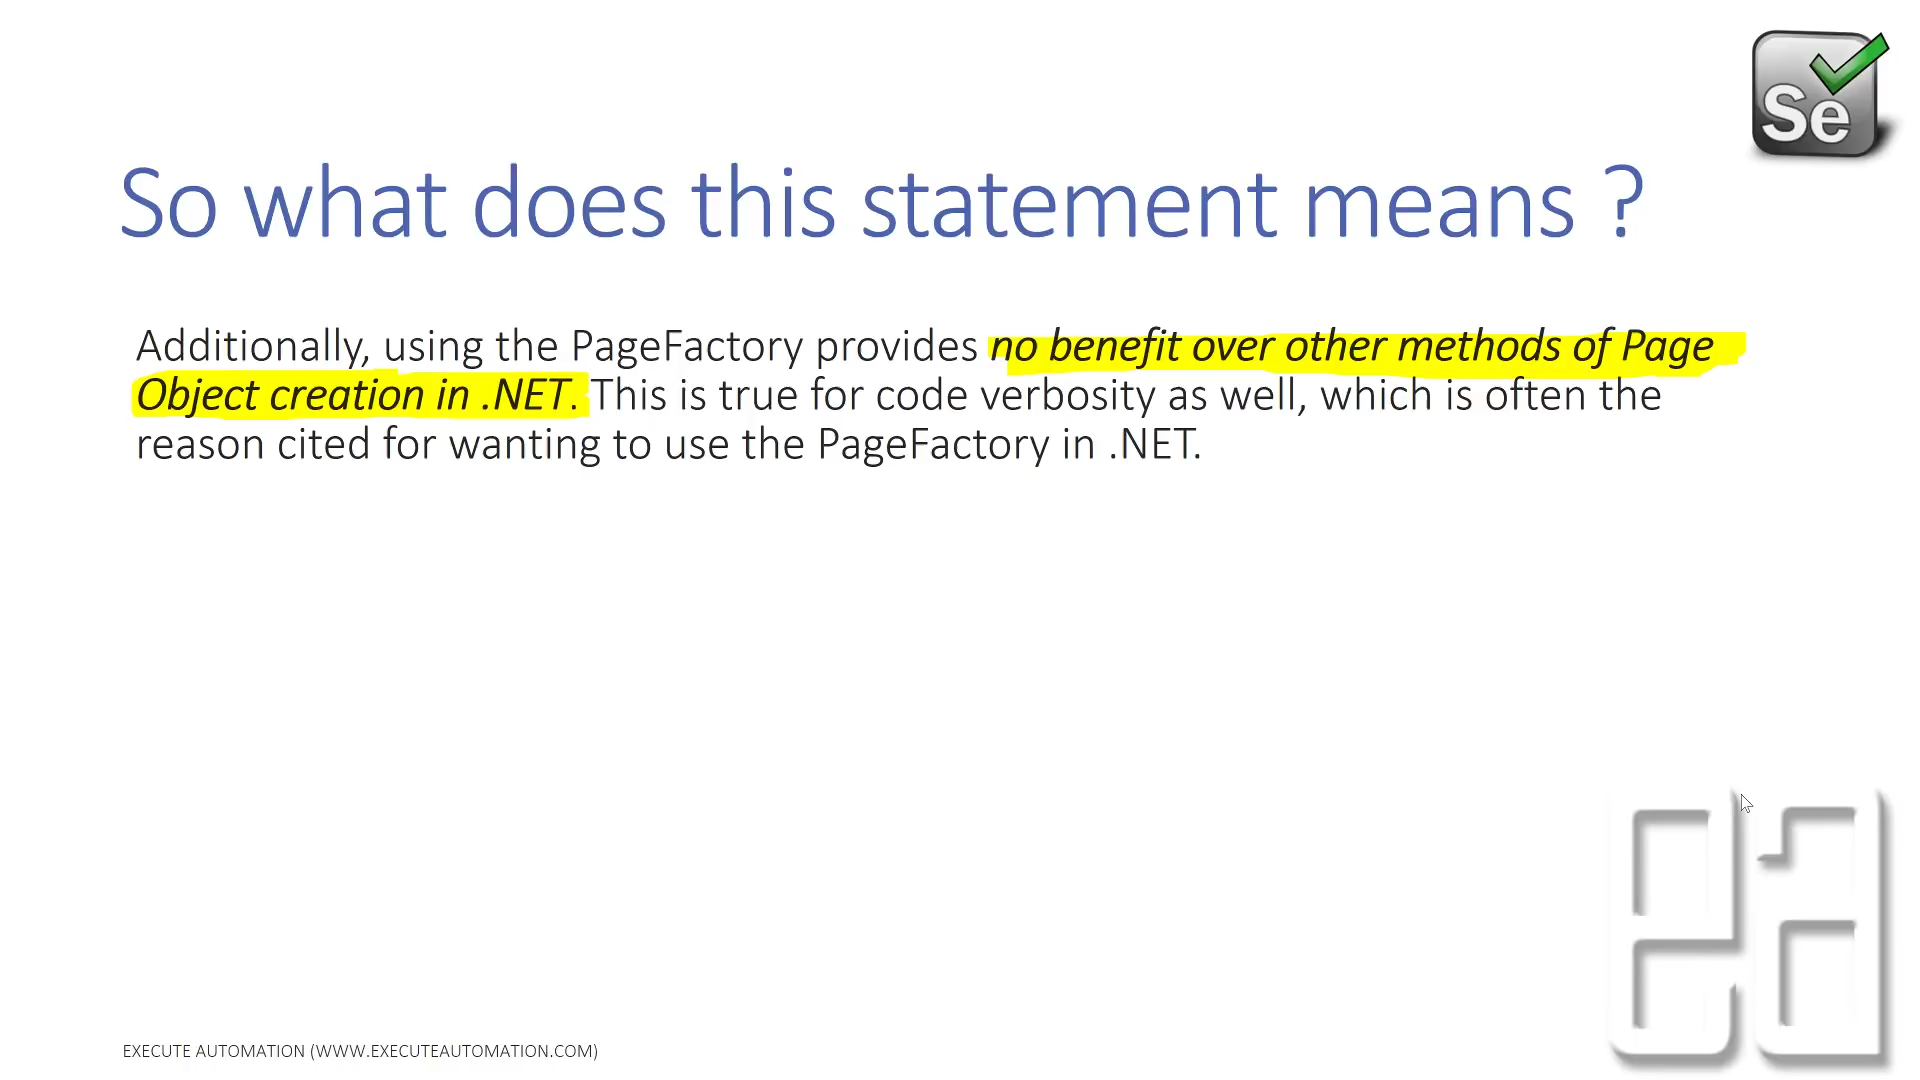 Se
So what does this statement means ?
Additionally, using the PageFactory provides no benefit over other methods of Page
Object creation in .NET. This is true for code verbosity as well, which is often the
reason cited for wanting to use the PageFactory in .NET.
ea
EXECUTE AUTOMATION (WWW.EXECUTEAUTOMATION.COM)